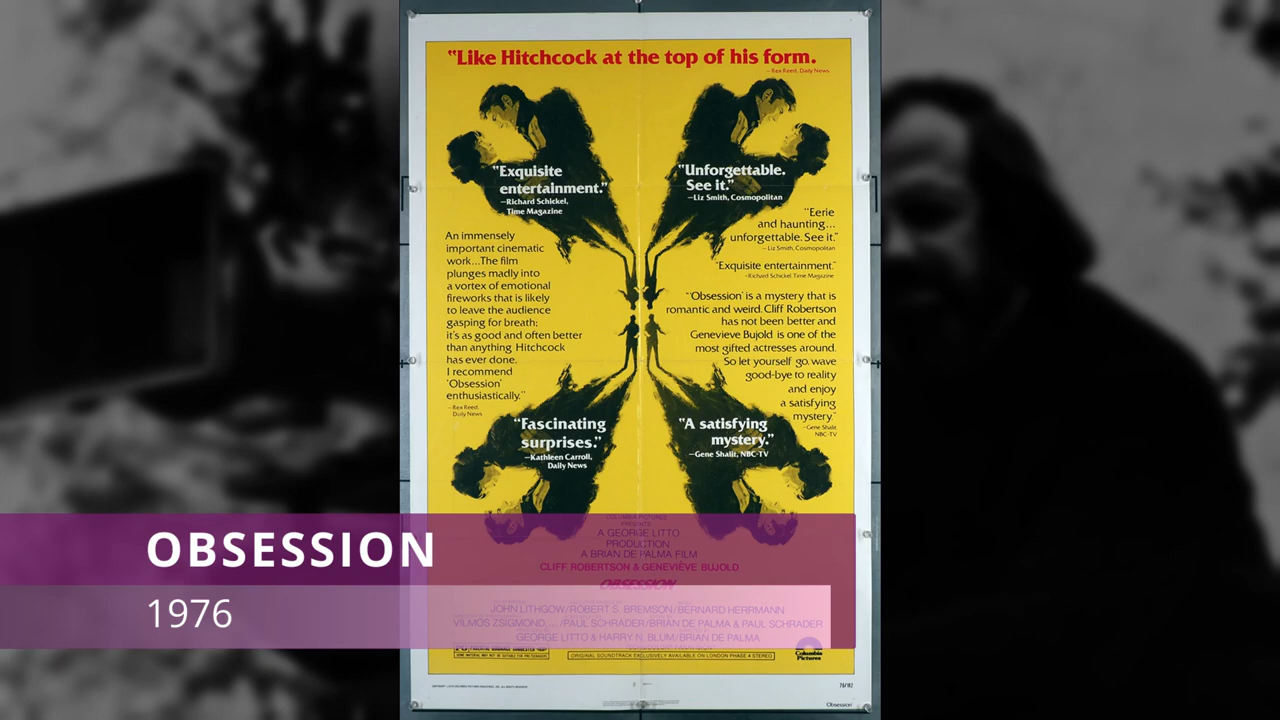 “Like Hitchcock at the top of his form.
– Rex Reed, Daily News
“Exquisite
entertainment.”
—Richard Schickel,
Time Magazine
“Unforgettable.
See it.”
—Liz Smith, Cosmopolitan
An immensely
important cinematic
work...The film
plunges madly into
a vortex of emotional
fireworks that is likely
to leave the audience
gasping for breath;
it's as good and often better
than anything Hitchcock
has ever done.
I recommend
‘Obsession’
enthusiastically.”
– Rex Reed,
Daily News
“Eerie
and haunting...
unforgettable. See it.”
– Liz Smith, Cosmopolitan
“Exquisite entertainment.”
–Richard Schickel, Time Magazine
“‘Obsession’ is a mystery that is
romantic and weird. Cliff Robertson
has not been better and
Genevieve Bujold is one of the
most gifted actresses around.
So let yourself go, wave
good-bye to reality
and enjoy
a satisfying
mystery.”
–Gene Shalit,
NBC-TV
“Fascinating
surprises.”
—Kathleen Carroll,
Daily News
“A satisfying
mystery.”
—Gene Shalit, NBC-TV
COLUMBIA PICTURES
PRESENTS
A GEORGE LITTO
PRODUCTION
A BRIAN DE PALMA FILM
CLIFF ROBERTSON & GENEVIÈVE BUJOLD
OBSESSION
JOHN LITHGOW/ROBERT S. BREMSON/BERNARD HERRMANN
VILMOS ZSIGMOND, /PAUL SCHRADER/BRIAN DE PALMA & PAUL SCHRADER
GEORGE LITTO & HARRY N. BLUM/BRIAN DE PALMA
ORIGINAL SOUNDTRACK EXCLUSIVELY AVAILABLE ON LONDON PHASE 4 STEREO
Columbia
Pictures
OBSESSION
1976
76/182
Obsession